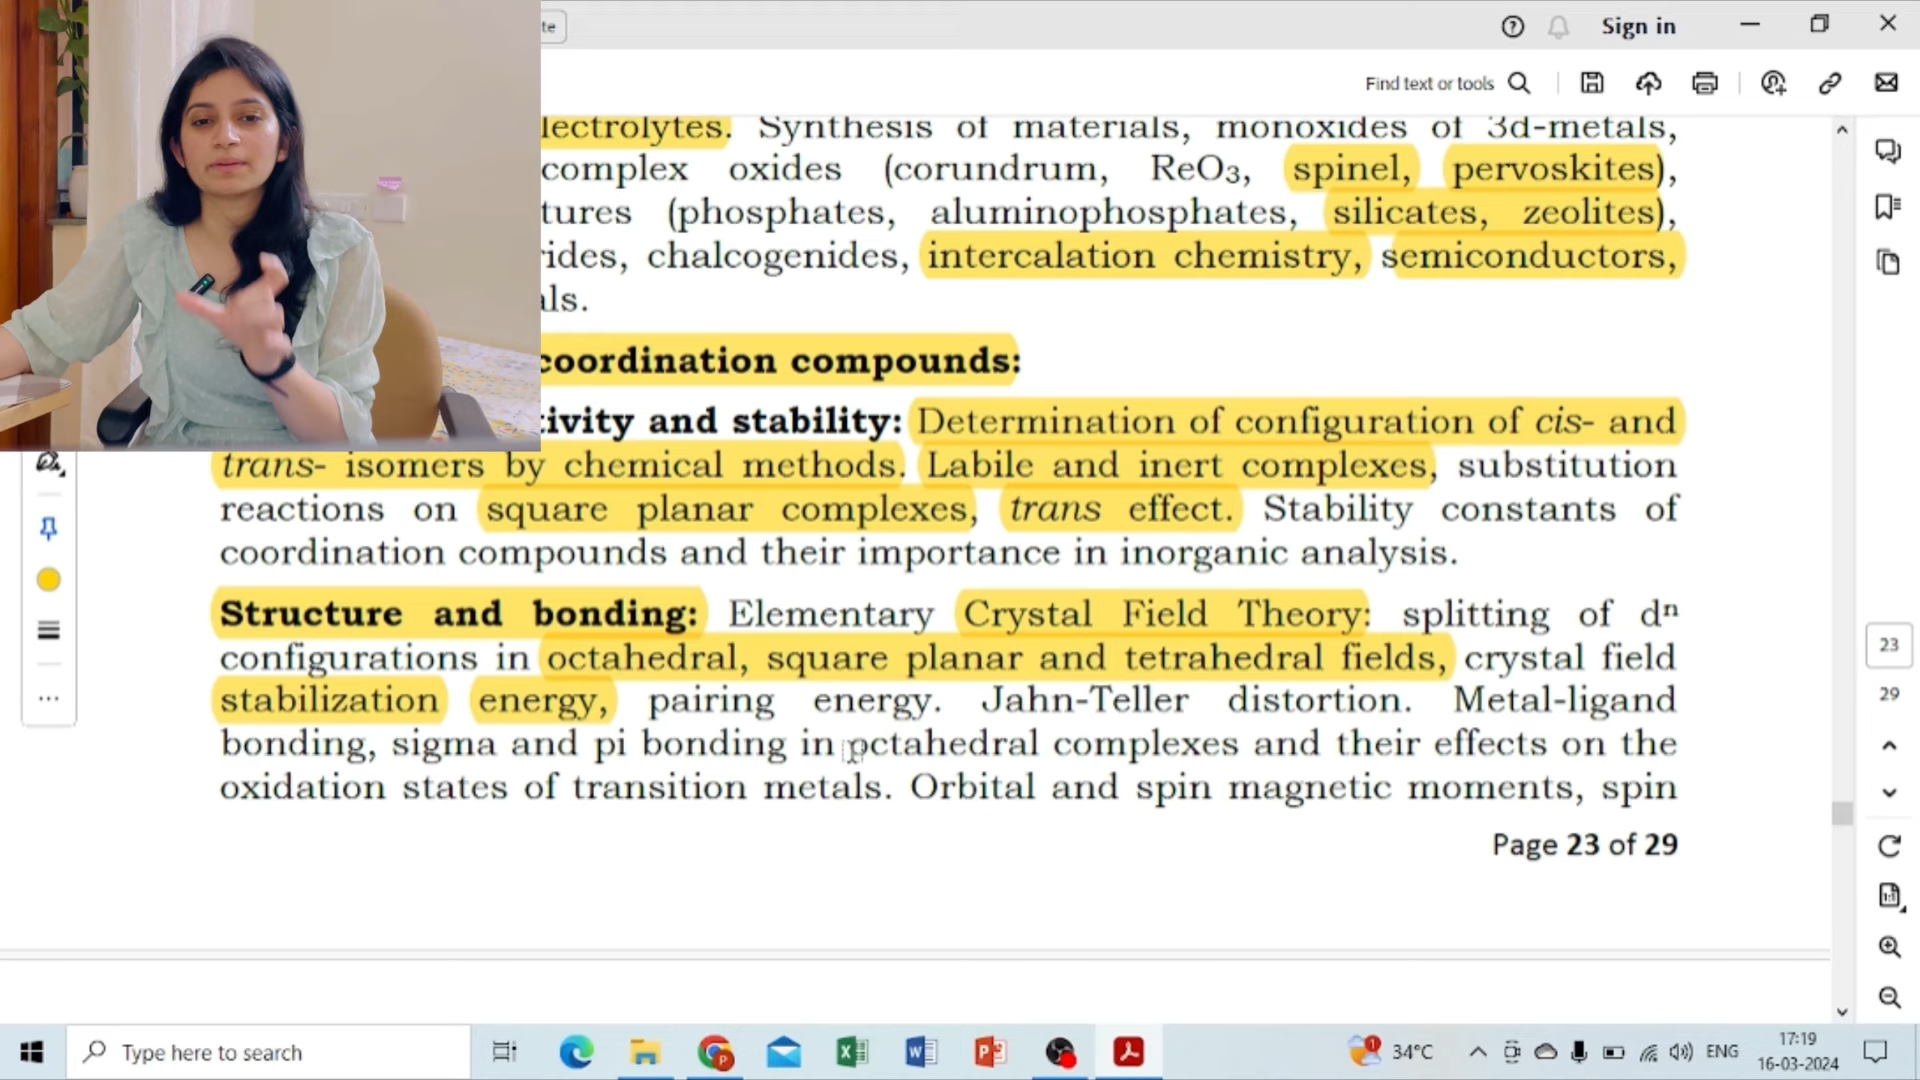 te
Sign in
Find text or tools
lectrolytes. Synthesis of materials, monoxides of 3d-metals,
complex oxides (corundrum, ReO₃, spinel, pervoskites),
tures (phosphates, aluminophosphates, silicates, zeolites),
rides, chalcogenides, intercalation chemistry, semiconductors,
als.
coordination compounds:
tivity and stability: Determination of configuration of cis- and
trans- isomers by chemical methods. Labile and inert complexes, substitution
reactions on square planar complexes, trans effect. Stability constants of
coordination compounds and their importance in inorganic analysis.
Structure and bonding: Elementary Crystal Field Theory: splitting of dⁿ
configurations in octahedral, square planar and tetrahedral fields, crystal field
stabilization energy, pairing energy. Jahn-Teller distortion. Metal-ligand
bonding, sigma and pi bonding in octahedral complexes and their effects on the
oxidation states of transition metals. Orbital and spin magnetic moments, spin
Page 23 of 29
23
29
Type here to search
34°C
ENG
17:19
16-03-2024